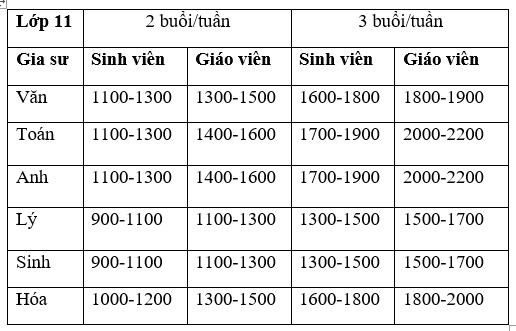 Lớp 11 2 buổi/tuần 3 buổi/tuần
Gia sư Sinh viên Giáo viên Sinh viên Giáo viên
Văn 1100-1300 1300-1500 1600-1800 1800-1900
Toán 1100-1300 1400-1600 1700-1900 2000-2200
Anh 1100-1300 1400-1600 1700-1900 2000-2200
Lý 900-1100 1100-1300 1300-1500 1500-1700
Sinh 900-1100 1100-1300 1300-1500 1500-1700
Hóa 1000-1200 1300-1500 1600-1800 1800-2000